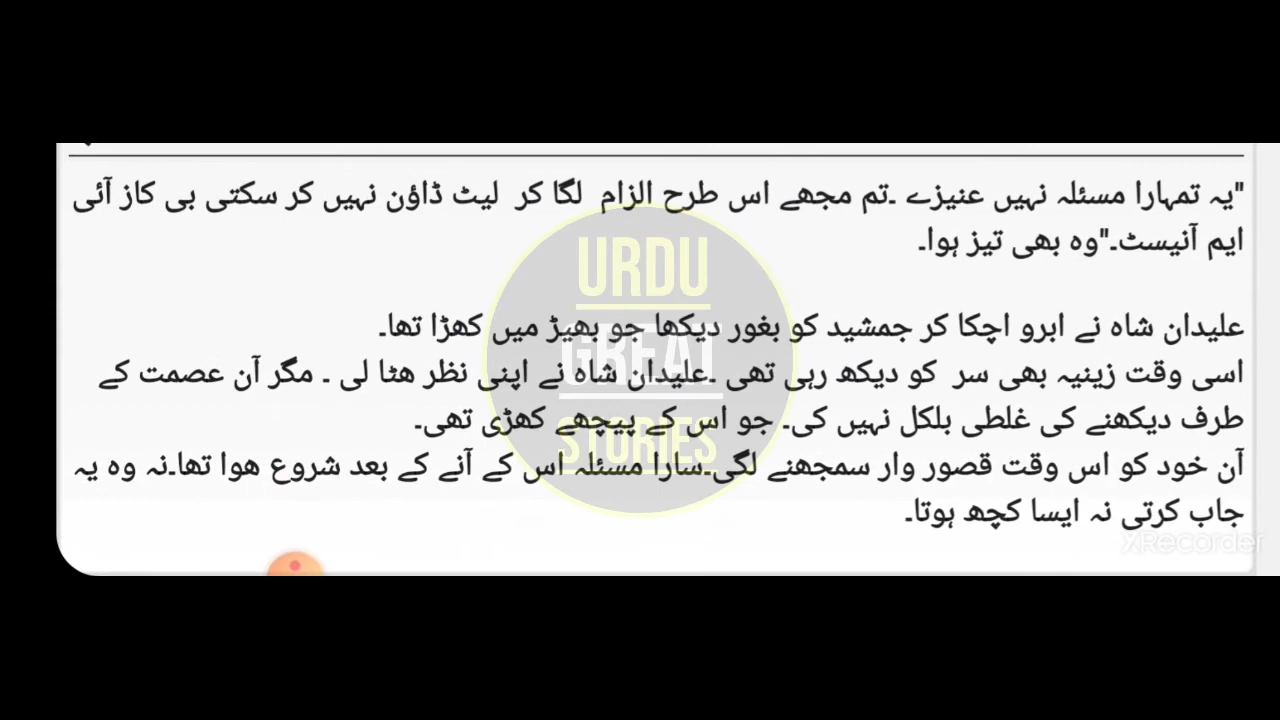 "یہ تمہارا مسئلہ نہیں عنیزے ۔تم مجھے اس طرح الزام لگا کر لیٹ ڈاؤن نہیں کر سکتی بی کاز آئی
ایم آنیسٹ۔"وہ بھی تیز ہوا۔
علیدان شاہ نے ابرو اچکا کر جمشید کو بغور دیکھا جو بھیڑ میں کھڑا تھا۔
اسی وقت زینیہ بھی سر کو دیکھ رہی تھی ۔علیدان شاہ نے اپنی نظر ھٹا لی ۔ مگر آن عصمت کے
طرف دیکھنے کی غلطی بلکل نہیں کی۔ جو اس کے پیچھے کھڑی تھی۔
آن خود کو اس وقت قصور وار سمجھنے لگی۔سارا مسئلہ اس کے آنے کے بعد شروع ھوا تھا۔نہ وہ یہ
جاب کرتی نہ ایسا کچھ ہوتا۔
URDU
GREAT
STORIES
XRecorder